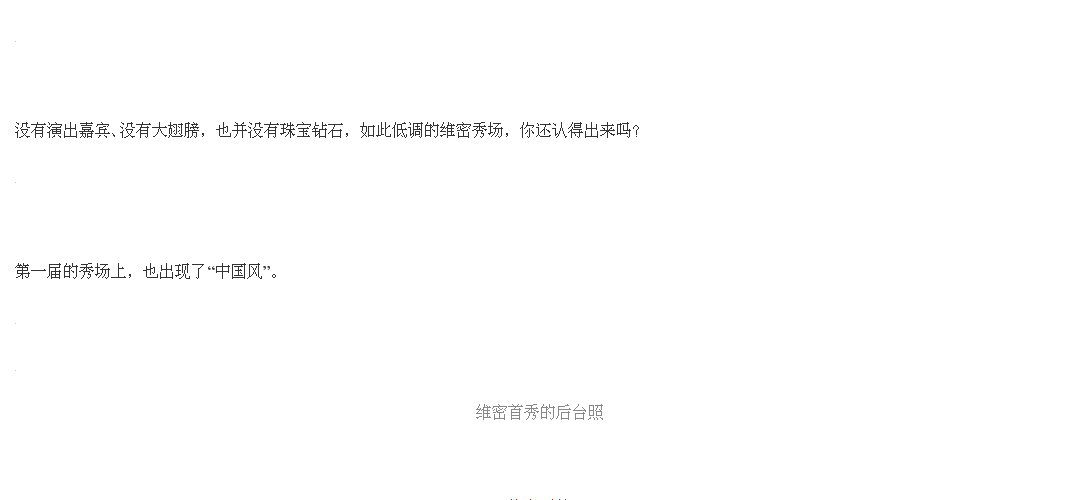 没有演出嘉宾、没有大翅膀，也并没有珠宝钻石，如此低调的维密秀场，你还认得出来吗？
第一届的秀场上，也出现了“中国风”。
维密首秀的后台照